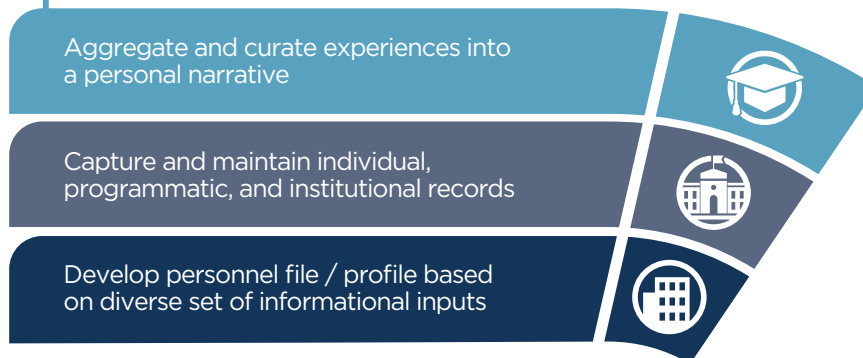 Aggregate and curate experiences into
a personal narrative
Capture and maintain individual,
programmatic, and institutional records
Develop personnel file / profile based
on diverse set of informational inputs